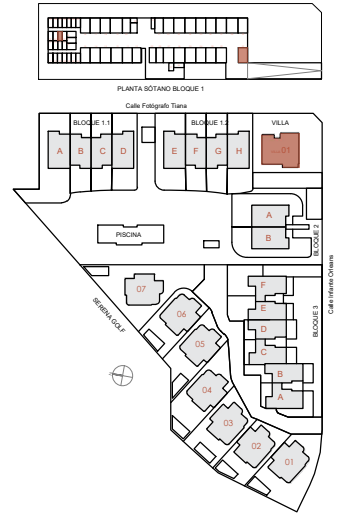 PLANTA SÓTANO BLOQUE 1
Calle Fotógrafo Tiana
BLOQUE 1.1
BLOQUE 1.2
VILLA
A B C D
E F G H
01
A
B
BLOQUE 2
PISCINA
07
06
05
04
03
02
01
F
E
D
C
B
A
BLOQUE 3
Calle Infante Orleans
SERENA GOLF